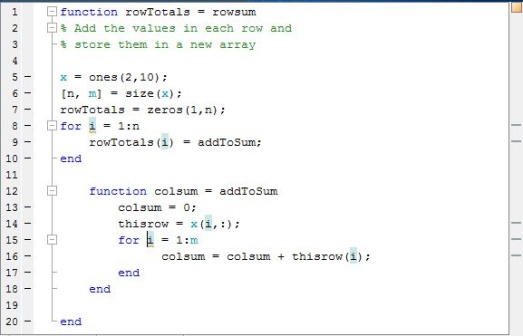 1 function rowTotals = rowsum
2 % Add the values in each row and
3 % store them in a new array
4
5 – x = ones(2,10);
6 – [n, m] = size(x);
7 – rowTotals = zeros(1,n);
8 – for i = 1:n
9 – rowTotals(i) = addToSum;
10 – end
11
12 function colsum = addToSum
13 – colsum = 0;
14 – thisrow = x(i,:);
15 – for i = 1:m
16 – colsum = colsum + thisrow(i);
17 – end
18 – end
19
20 – end